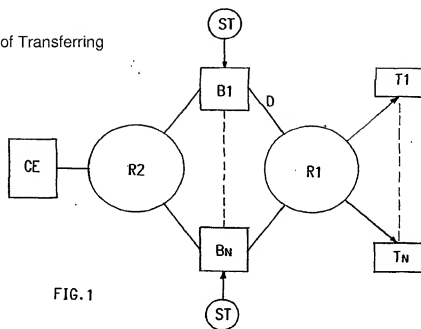 of Transferring
ST
B1
D
T1
CE
R2
R1
BN
TN
ST
FIG.1